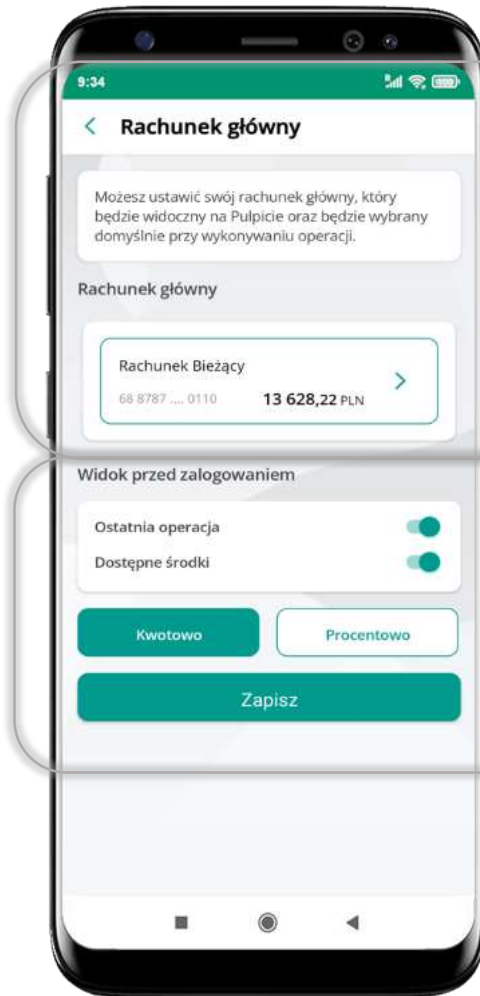 9:34
Rachunek główny
Możesz ustawić swój rachunek główny, który
będzie widoczny na Pulpicie oraz będzie wybrany
domyślnie przy wykonywaniu operacji.
Rachunek główny
Rachunek Bieżący
68 8787 .... 0110 13 628,22 PLN
Widok przed zalogowaniem
Ostatnia operacja
Dostępne środki
Kwotowo Procentowo
Zapisz